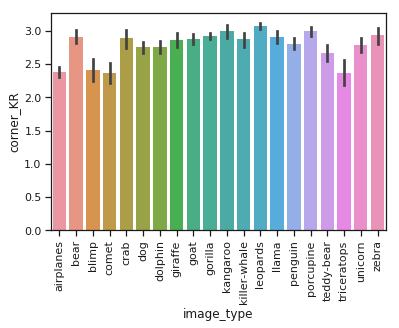 3.0
2.5
2.0
1.5
1.0
0.5
0.0
corner_KR
airplanes
bear
blimp
comet
crab
dog
dolphin
giraffe
goat
gorilla
kangaroo
killer-whale
leopards
llama
penguin
porcupine
teddy-bear
triceratops
unicorn
zebra
image_type